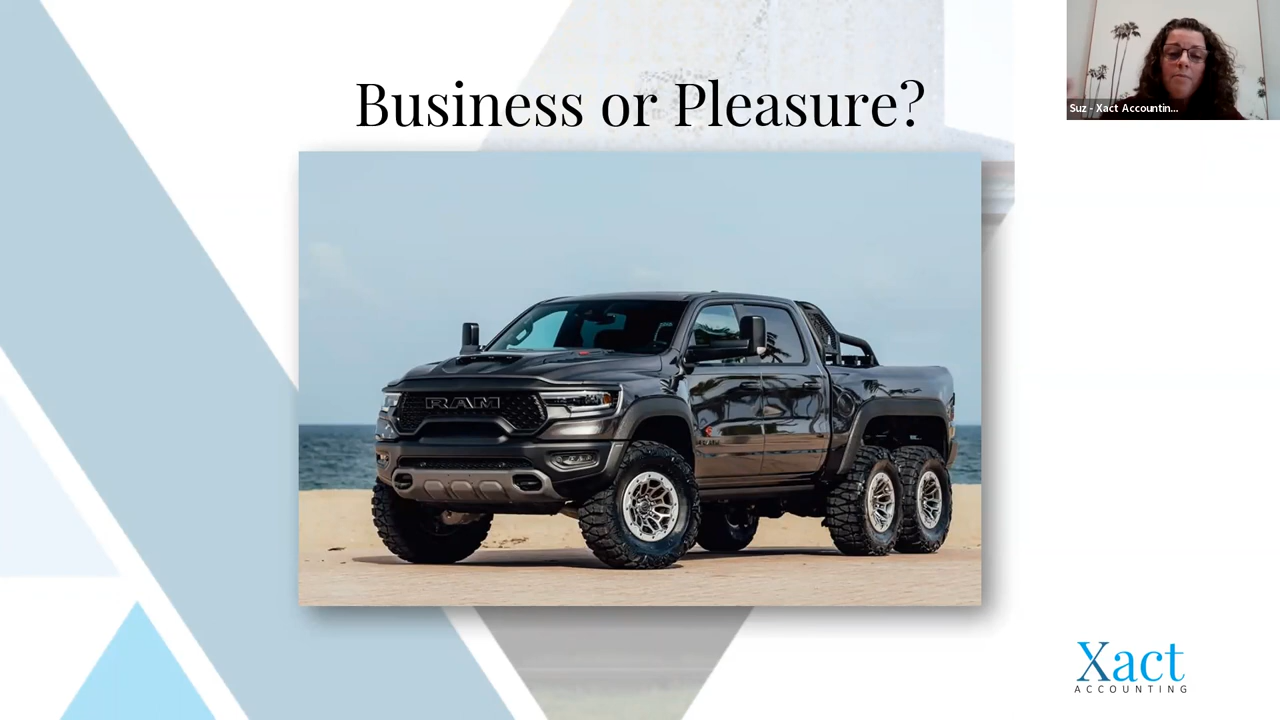 Business or Pleasure?
Suz - Xact Accountin...
RAM
Xact
ACCOUNTING